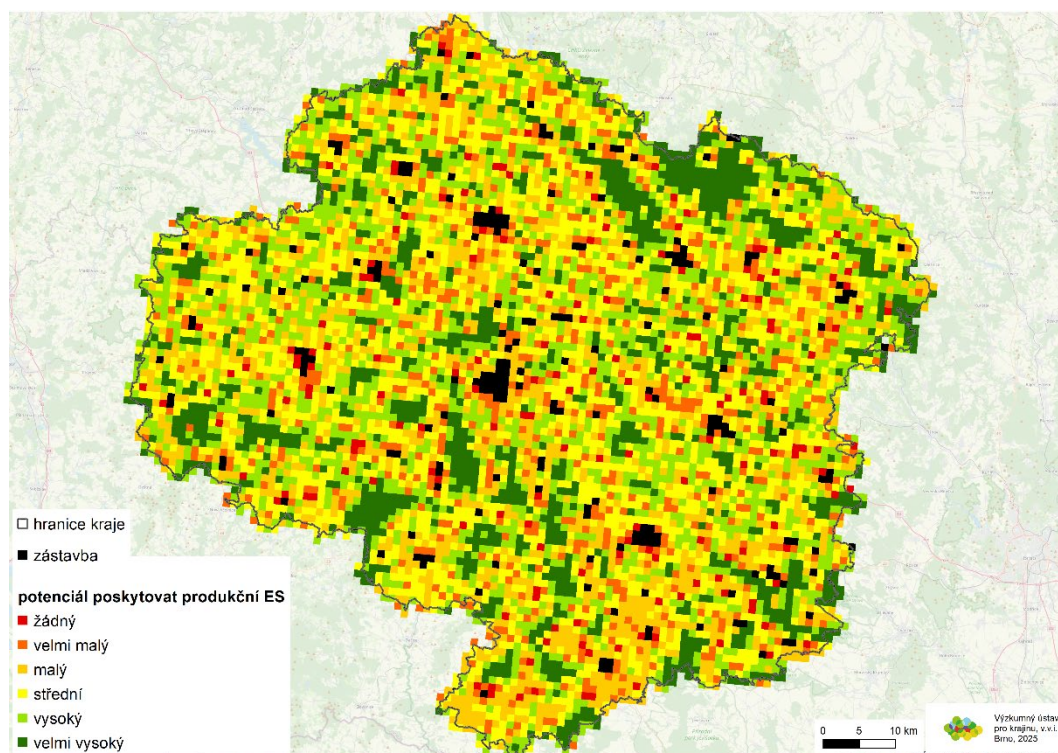 hranice kraje
zástavba
potenciál poskytovat produkční ES
žádný
velmi malý
malý
střední
vysoký
velmi vysoký
0 5 10 km
Výzkumný ústav
pro krajinu, v.v.i.
Brno, 2025